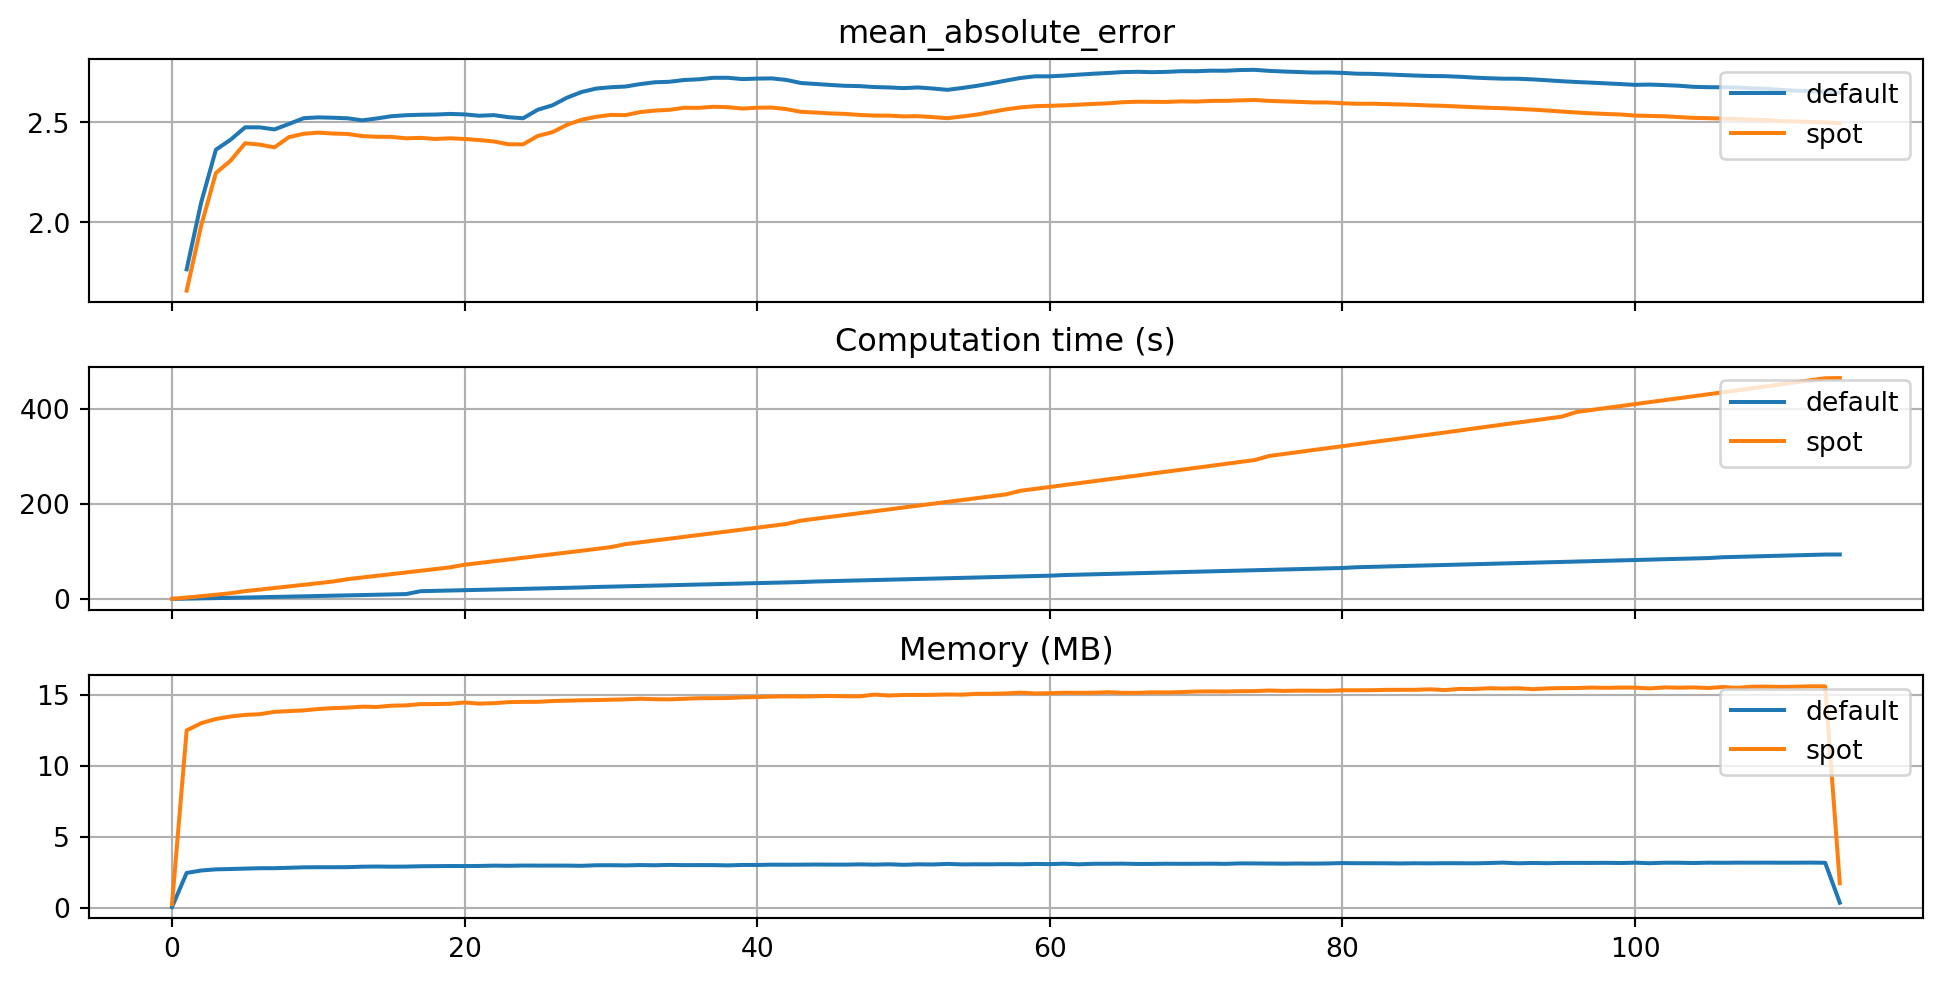 mean_absolute_error
2.5
2.0
default
spot
Computation time (s)
400
200
0
default
spot
Memory (MB)
15
10
5
0
default
spot
0 20 40 60 80 100